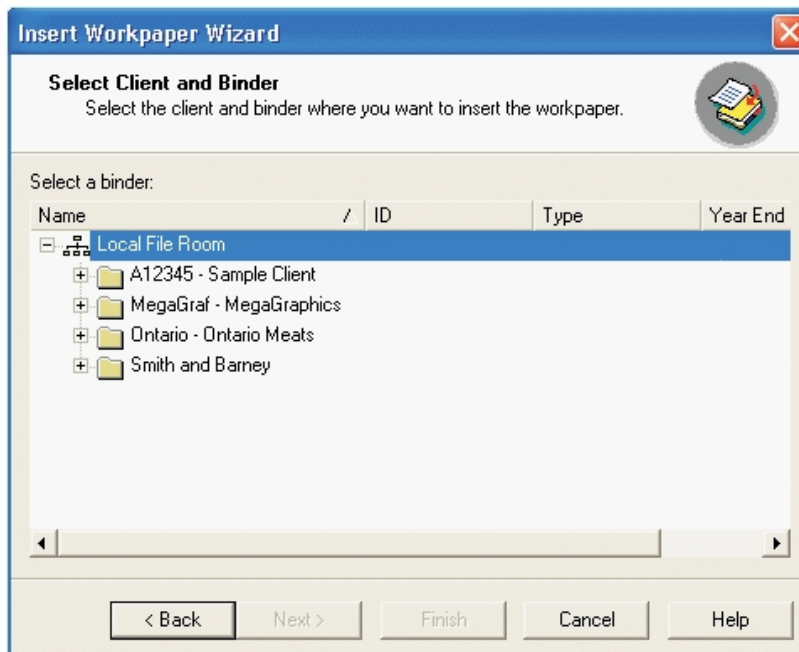 Insert Workpaper Wizard
Select Client and Binder
Select the client and binder where you want to insert the workpaper.
Select a binder:
Name / ID Type Year End
Local File Room
A12345 - Sample Client
MegaGraf - MegaGraphics
Ontario - Ontario Meats
Smith and Barney
< Back Next > Finish Cancel Help